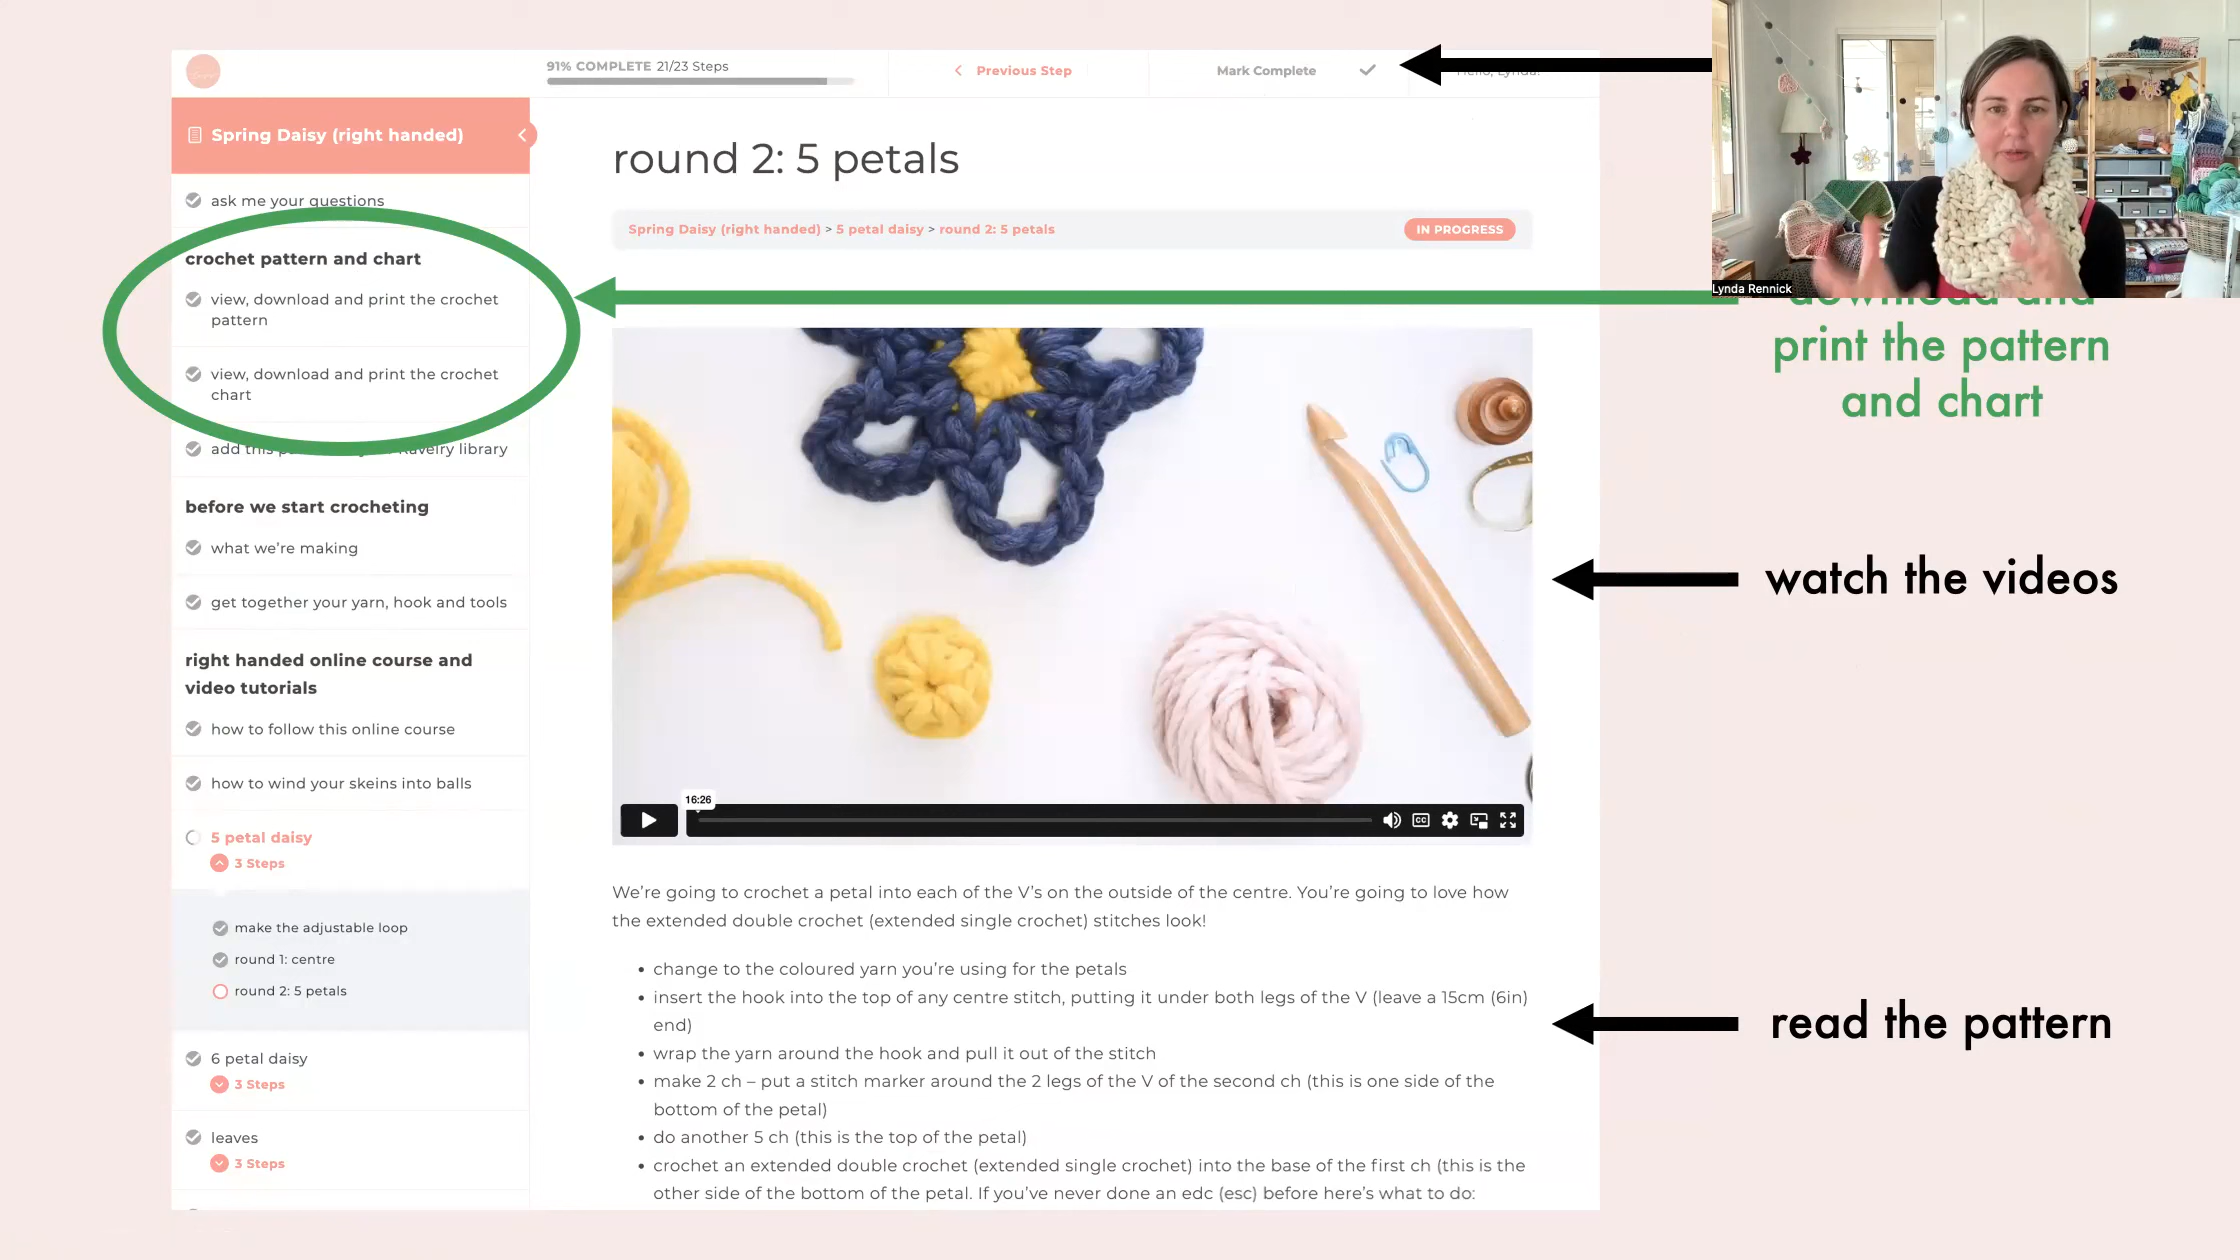 91% COMPLETE 21/23 Steps
Previous Step
Mark Complete
Hello, Lynda!
Spring Daisy (right handed)
ask me your questions
crochet pattern and chart
view, download and print the crochet
pattern
view, download and print the crochet
chart
add this library
before we start crocheting
what we're making
get together your yarn, hook and tools
right handed online course and
video tutorials
how to follow this online course
how to wind your skeins into balls
5 petal daisy
3 Steps
make the adjustable loop
round 1: centre
round 2: 5 petals
6 petal daisy
3 Steps
leaves
3 Steps
round 2: 5 petals
Spring Daisy (right handed) > 5 petal daisy > round 2: 5 petals
IN PROGRESS
16:26
CC
We're going to crochet a petal into each of the V's on the outside of the centre. You're going to love how
the extended double crochet (extended single crochet) stitches look!
• change to the coloured yarn you're using for the petals
• insert the hook into the top of any centre stitch, putting it under both legs of the V (leave a 15cm (6in)
end)
• wrap the yarn around the hook and pull it out of the stitch
• make 2 ch – put a stitch marker around the 2 legs of the V of the second ch (this is one side of the
bottom of the petal)
• do another 5 ch (this is the top of the petal)
• crochet an extended double crochet (extended single crochet) into the base of the first ch (this is the
other side of the bottom of the petal. If you've never done an edc (esc) before here's what to do:
Lynda Rennick
download and
print the pattern
and chart
watch the videos
read the pattern